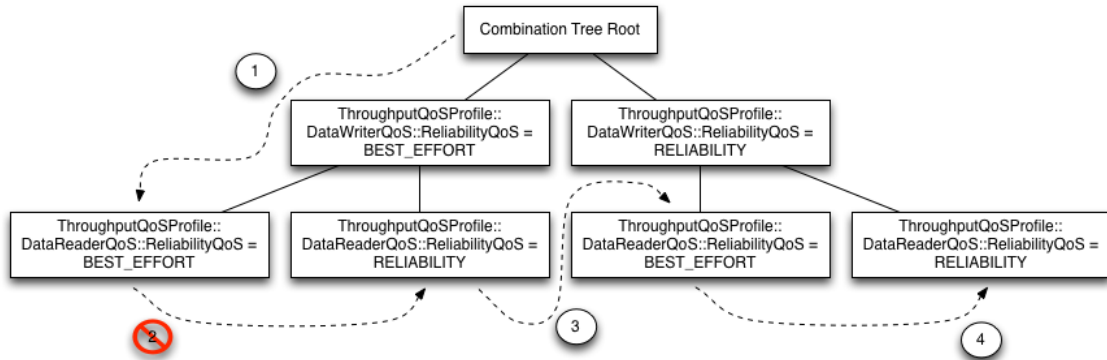 Combination Tree Root
1
ThroughputQoSProfile::
DataWriterQoS::ReliabilityQoS =
BEST_EFFORT
ThroughputQoSProfile::
DataWriterQoS::ReliabilityQoS =
RELIABILITY
ThroughputQoSProfile::
DataReaderQoS::ReliabilityQoS =
BEST_EFFORT
ThroughputQoSProfile::
DataReaderQoS::ReliabilityQoS =
RELIABILITY
ThroughputQoSProfile::
DataReaderQoS::ReliabilityQoS =
BEST_EFFORT
ThroughputQoSProfile::
DataReaderQoS::ReliabilityQoS =
RELIABILITY
2
3
4